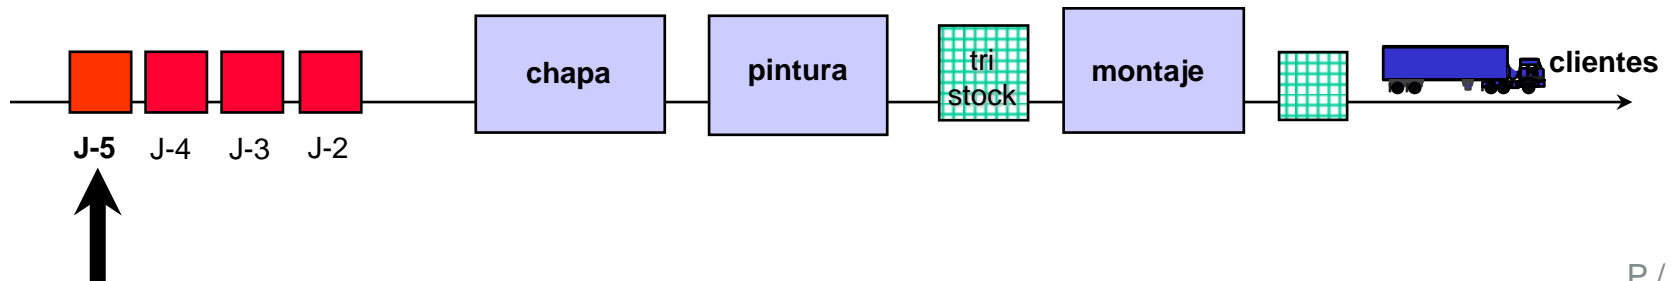 chapa
pintura
tri
stock
montaje
clientes
J-5
J-4
J-3
J-2
P /